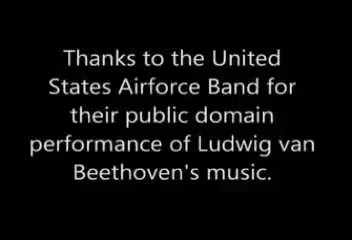 Thanks to the United
States Airforce Band for
their public domain
performance of Ludwig van
Beethoven's music.